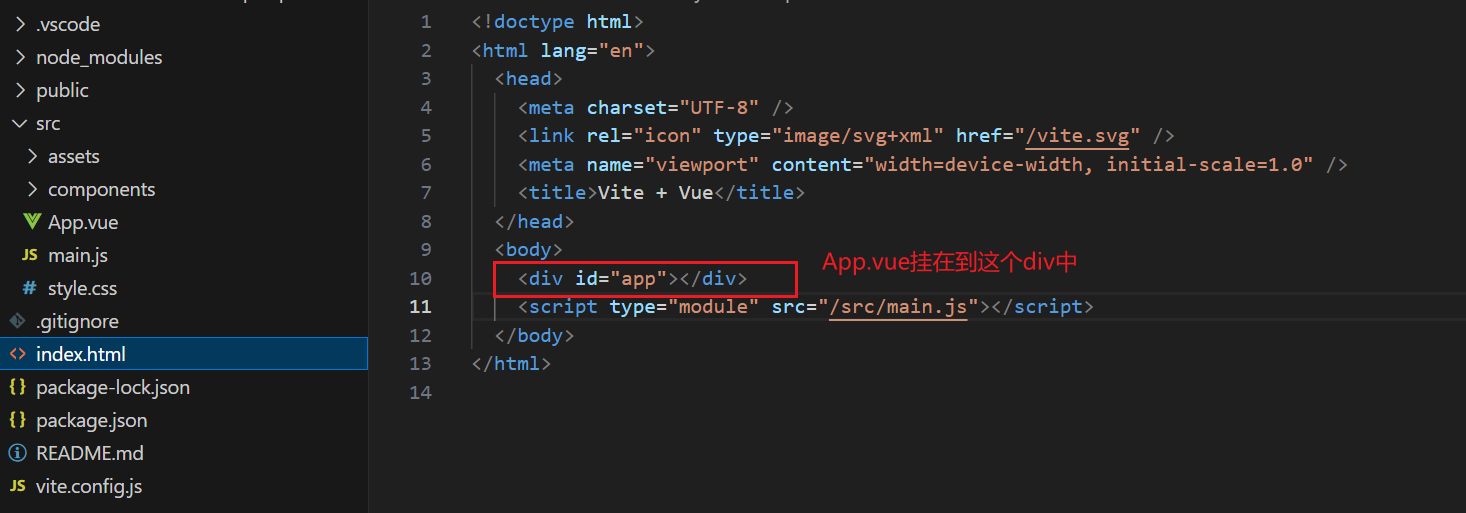 .vscode
node_modules
public
src
assets
components
App.vue
JS main.js
# style.css
.gitignore
<> index.html
{} package-lock.json
{} package.json
README.md
JS vite.config.js
1 <!doctype html>
2 <html lang="en">
3 <head>
4 <meta charset="UTF-8" />
5 <link rel="icon" type="image/svg+xml" href="/vite.svg" />
6 <meta name="viewport" content="width=device-width, initial-scale=1.0" />
7 <title>Vite + Vue</title>
8 </head>
9 <body>
10 <div id="app"></div> App.vue挂在到这个div中
11 <script type="module" src="/src/main.js"></script>
12 </body>
13 </html>
14